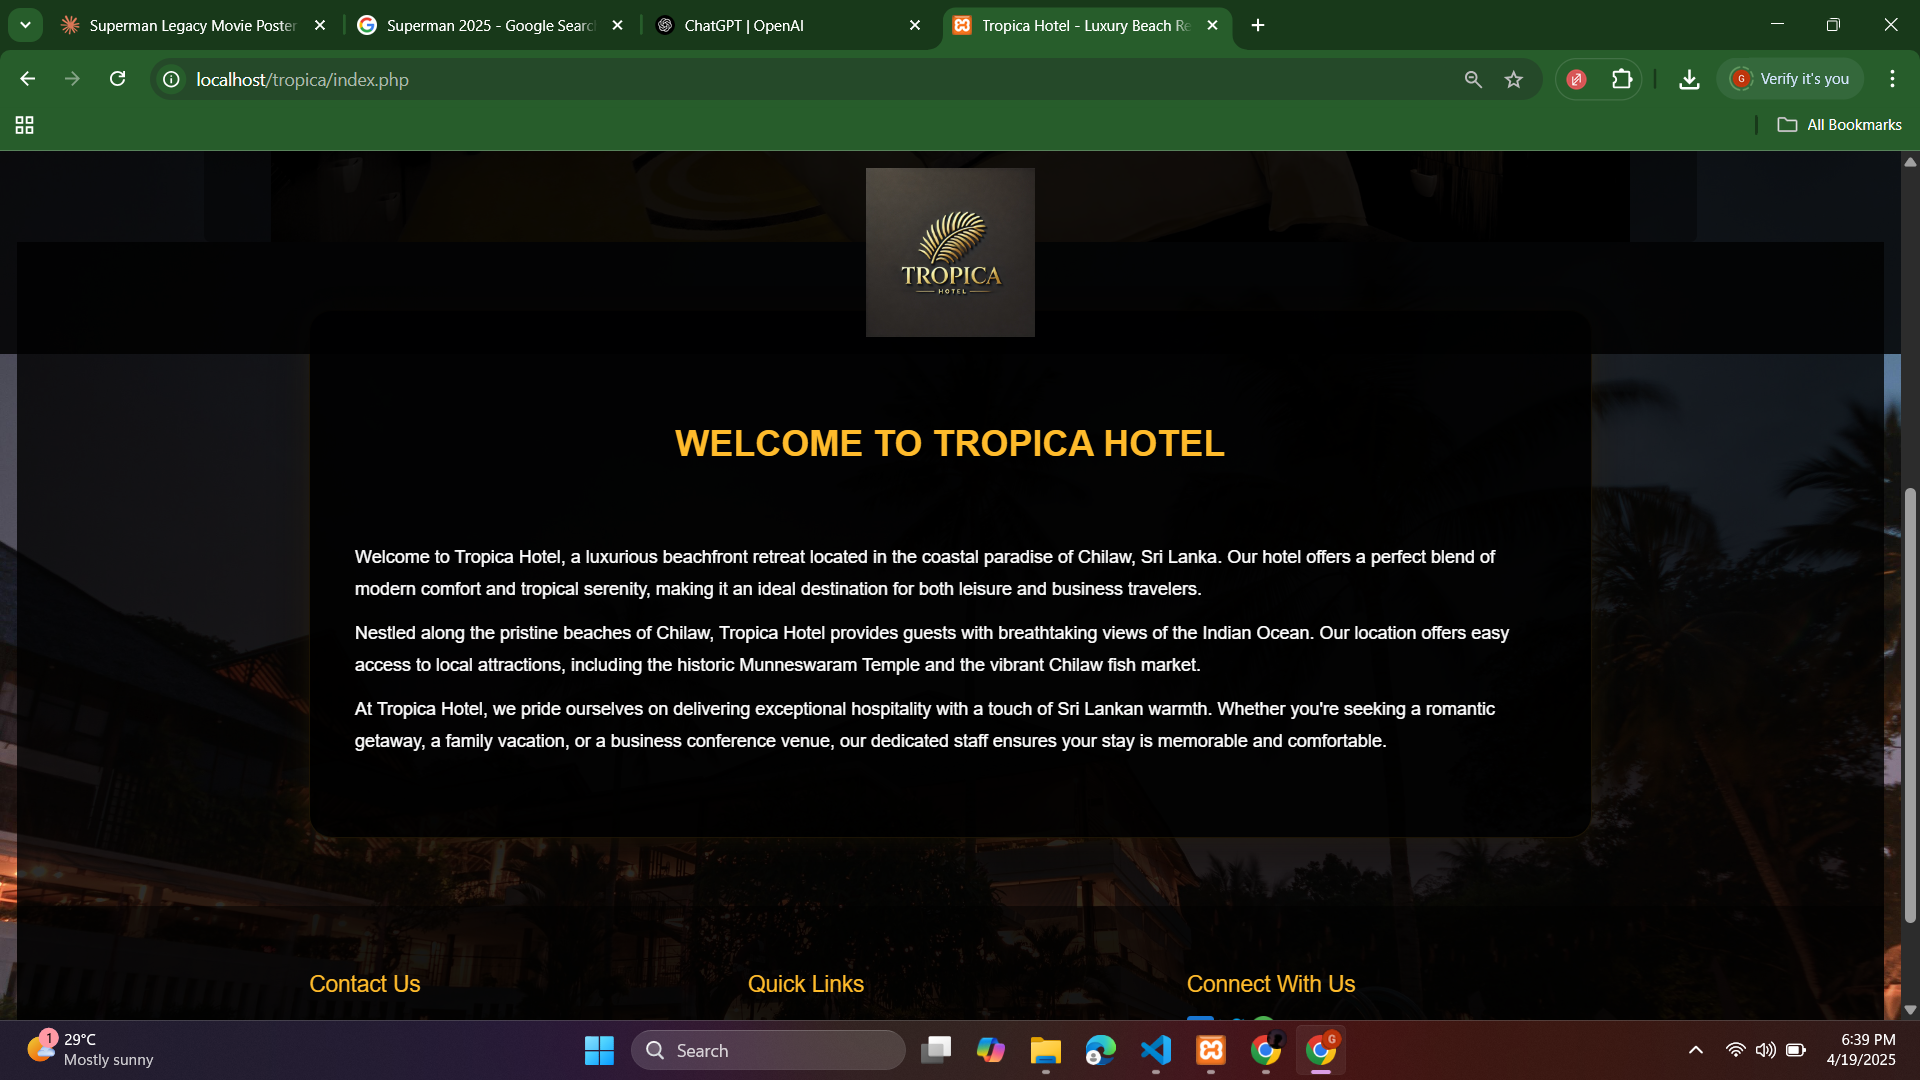 Superman Legacy Movie Poster
Superman 2025 - Google Searc
ChatGPT | OpenAI
Tropica Hotel - Luxury Beach Re
localhost/tropica/index.php
G
Verify it's you
All Bookmarks
TROPICA
HOTEL
WELCOME TO TROPICA HOTEL
Welcome to Tropica Hotel, a luxurious beachfront retreat located in the coastal paradise of Chilaw, Sri Lanka. Our hotel offers a perfect blend of
modern comfort and tropical serenity, making it an ideal destination for both leisure and business travelers.
Nestled along the pristine beaches of Chilaw, Tropica Hotel provides guests with breathtaking views of the Indian Ocean. Our location offers easy
access to local attractions, including the historic Munneswaram Temple and the vibrant Chilaw fish market.
At Tropica Hotel, we pride ourselves on delivering exceptional hospitality with a touch of Sri Lankan warmth. Whether you're seeking a romantic
getaway, a family vacation, or a business conference venue, our dedicated staff ensures your stay is memorable and comfortable.
Contact Us
Quick Links
Connect With Us
1
29°C
Mostly sunny
Search
G
6:39 PM
4/19/2025